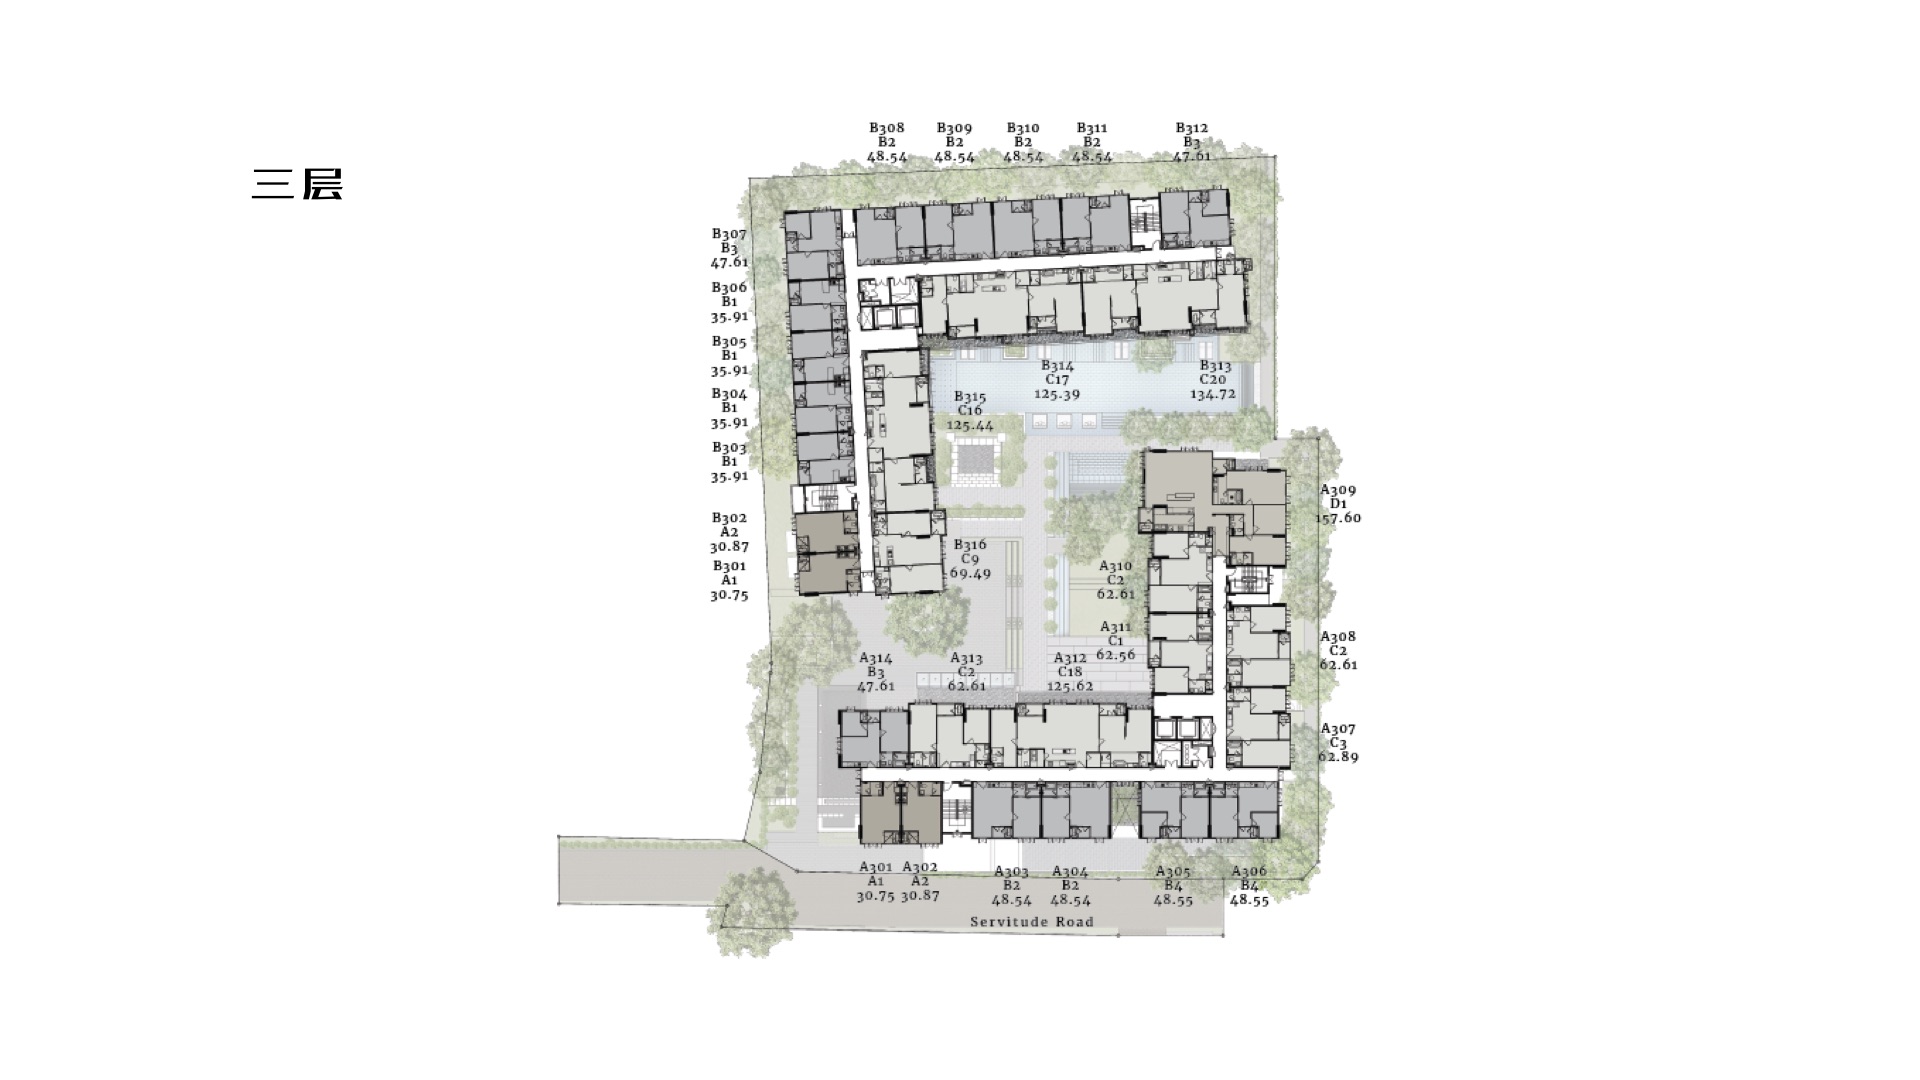 三层
B308
B2
48.54
B309
B2
48.54
B310
B2
48.54
B311
B2
48.54
B312
B3
47.61
B307
B3
47.61
B306
B1
35.91
B305
B1
35.91
B304
B1
35.91
B303
B1
35.91
B302
A2
30.87
B301
A1
30.75
B314
C17
125.39
B313
C20
134.72
B315
C16
125.44
B316
C9
69.49
A309
D1
157.60
A310
C2
62.61
A311
C1
62.56
A308
C2
62.61
A307
C3
62.89
A314
B3
47.61
A313
C2
62.61
A312
C18
125.62
A301
A1
30.75
A302
A2
30.87
A303
B2
48.54
A304
B2
48.54
A305
B4
48.55
A306
B4
48.55
Servitude Road